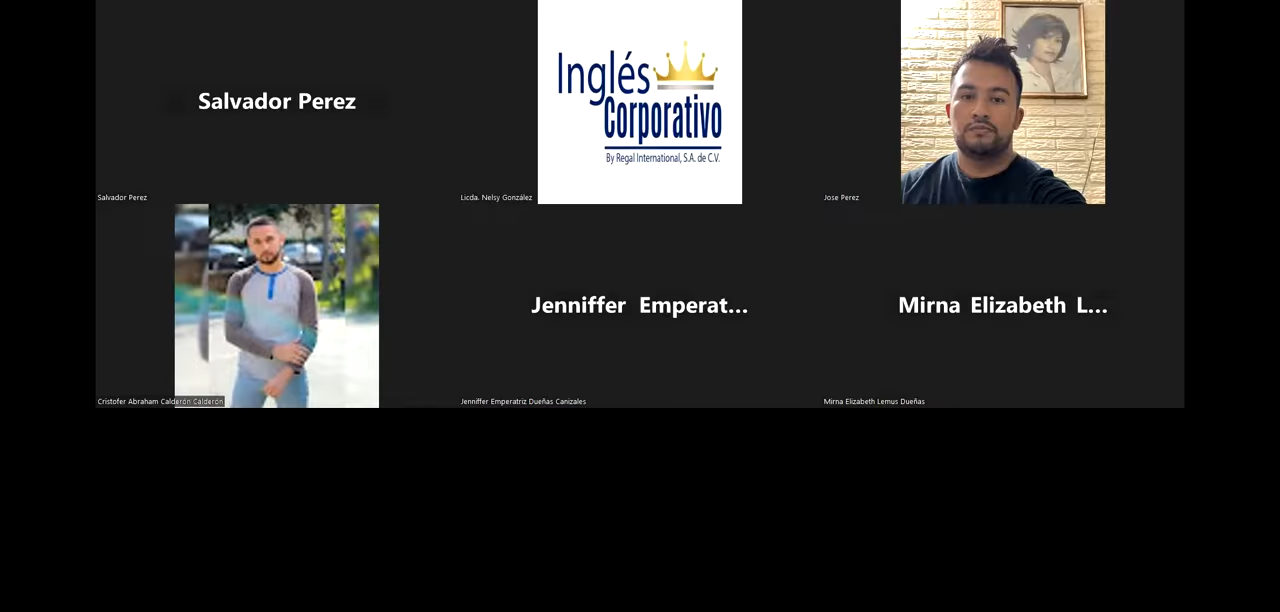 Salvador Perez
Salvador Perez
Inglés
Corporativo
By Regal International, S.A. de C.V.
Licda. Nelsy González
Jose Perez
Cristofer Abraham Calderón Calderón
Jenniffer Emperat...
Jenniffer Emperatriz Dueñas Canizales
Mirna Elizabeth L...
Mirna Elizabeth Lemus Dueñas